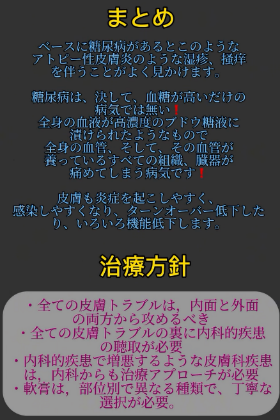 まとめ
ベースに糖尿病があるとこのような
アトピー性皮膚炎のような湿疹、掻痒
を伴うことがよく見かけます。
糖尿病は、決して、血糖が高いだけの
病気では無い❗
全身の血液が高濃度のブドウ糖液に
漬けられたようなもので
全身の血管、そして、その血管が
養っているすべての組織、臓器が
痛めてしまう病気です❗
皮膚も炎症を起こしやすく、
感染しやすくなり、ターンオーバー低下した
り、いろいろ機能低下します。
治療方針
・全ての皮膚トラブルは，内面と外面
の両方から攻めるべき
・全ての皮膚トラブルの裏に内科的疾患
の聴取が必要
・内科的疾患で増悪するような皮膚科疾患
は，内科からも治療アプローチが必要
・軟膏は，部位別で異なる種類で、丁寧な
選択が必要。